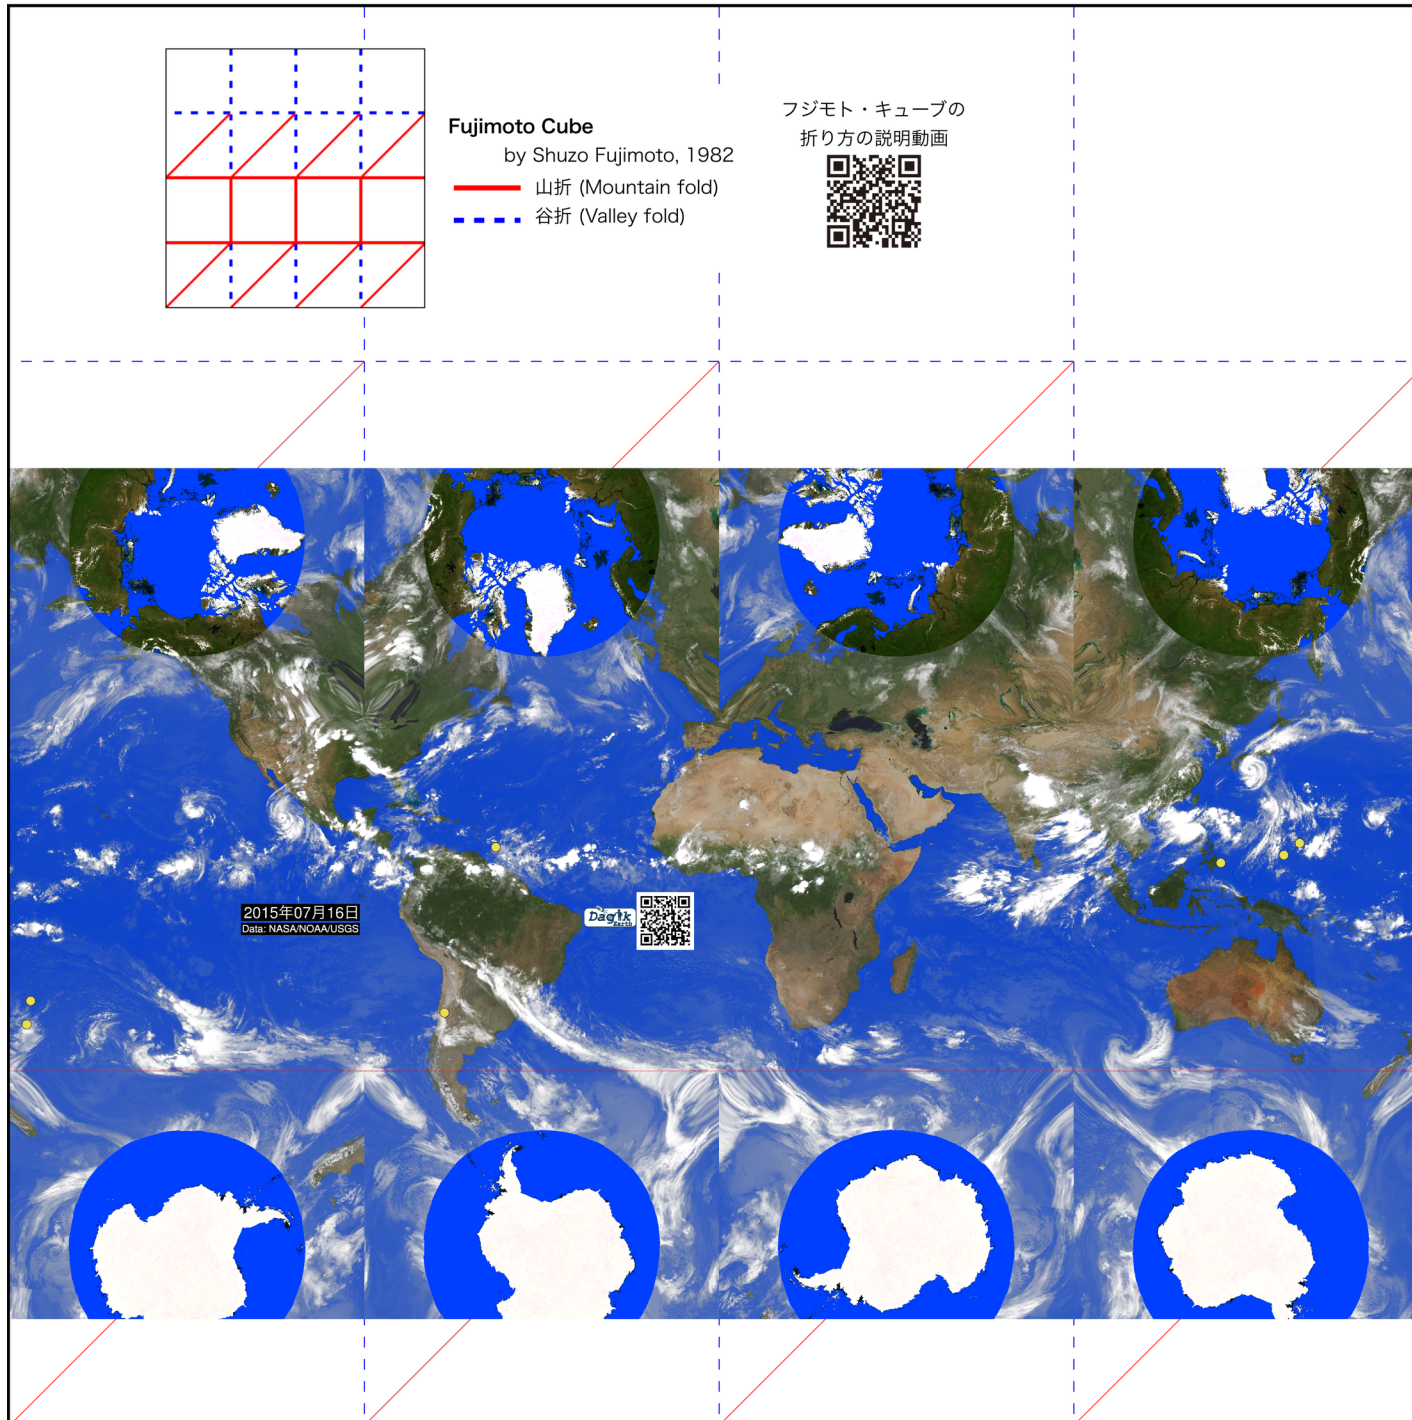 Fujimoto Cube
by Shuzo Fujimoto, 1982
山折 (Mountain fold)
谷折 (Valley fold)
フジモト・キューブの
折り方の説明動画
2015年07月16日
Data: NASA/NOAA/USGS
Dagik
Earth